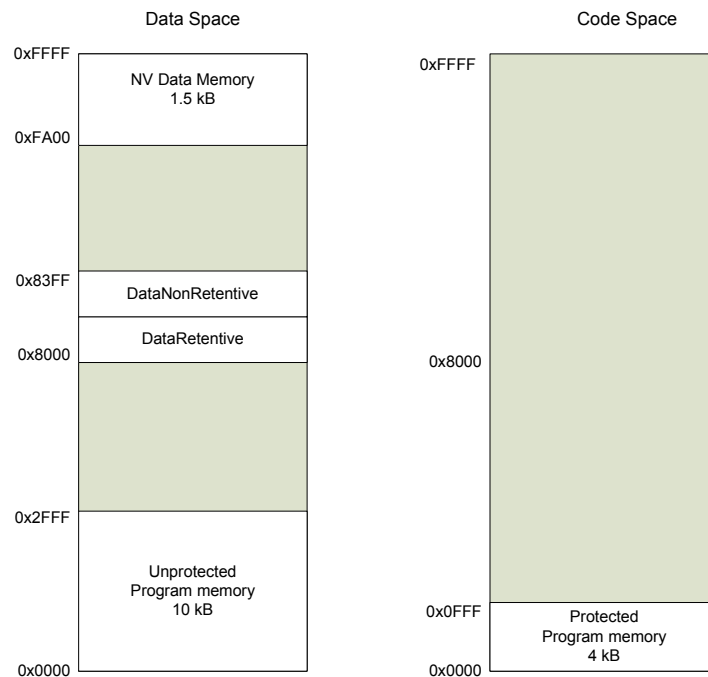 Data Space
0xFFFF
NV Data Memory
1.5 kB
0xFA00
0x83FF
DataNonRetentive
DataRetentive
0x8000
0x2FFF
Unprotected
Program memory
10 kB
0x0000
Code Space
0xFFFF
0x8000
0x0FFF
Protected
Program memory
4 kB
0x0000